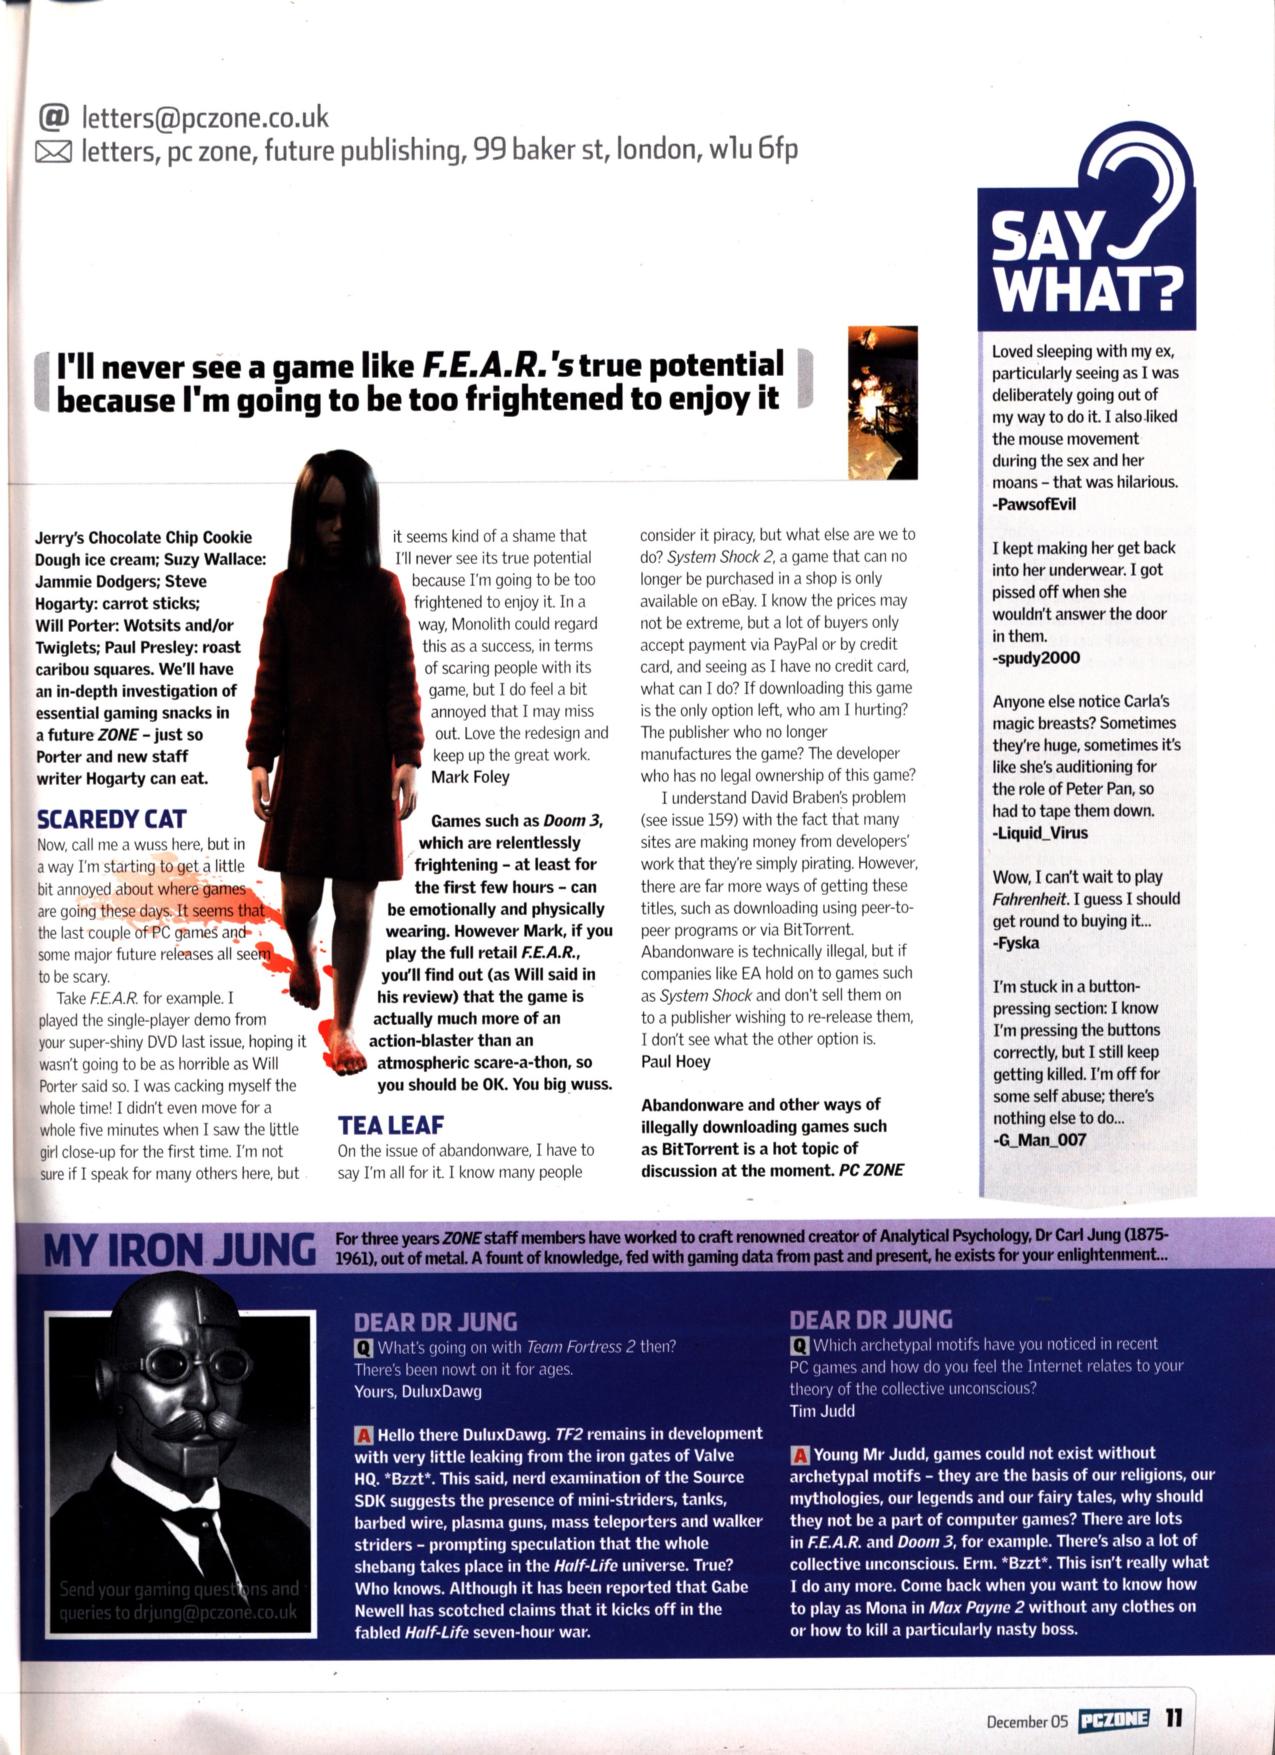 @ letters@pczone.co.uk
letters, pc zone, future publishing, 99 baker st, london, w1u 6fp
I'll never see a game like F.E.A.R.'s true potential
because I'm going to be too frightened to enjoy it
Jerry's Chocolate Chip Cookie
Dough ice cream; Suzy Wallace:
Jammie Dodgers; Steve
Hogarty: carrot sticks;
Will Porter: Wotsits and/or
Twiglets; Paul Presley: roast
caribou squares. We'll have
an in-depth investigation of
essential gaming snacks in
a future ZONE – just so
Porter and new staff
writer Hogarty can eat.
SCAREDY CAT
Now, call me a wuss here, but in
a way I'm starting to get a little
bit annoyed about where games
are going these days. It seems that
the last couple of PC games and
some major future releases all seem
to be scary.
Take F.E.A.R. for example. I
played the single-player demo from
your super-shiny DVD last issue, hoping it
wasn't going to be as horrible as Will
Porter said so. I was cacking myself the
whole time! I didn't even move for a
whole five minutes when I saw the little
girl close-up for the first time. I'm not
sure if I speak for many others here, but
it seems kind of a shame that
I'll never see its true potential
because I'm going to be too
frightened to enjoy it. In a
way, Monolith could regard
this as a success, in terms
of scaring people with its
game, but I do feel a bit
annoyed that I may miss
out. Love the redesign and
keep up the great work.
Mark Foley
Games such as Doom 3,
which are relentlessly
frightening – at least for
the first few hours – can
be emotionally and physically
wearing. However Mark, if you
play the full retail F.E.A.R.,
you'll find out (as Will said in
his review) that the game is
actually much more of an
action-blaster than an
atmospheric scare-a-thon, so
you should be OK. You big wuss.
TEA LEAF
On the issue of abandonware, I have to
say I'm all for it. I know many people
consider it piracy, but what else are we to
do? System Shock 2, a game that can no
longer be purchased in a shop is only
available on eBay. I know the prices may
not be extreme, but a lot of buyers only
accept payment via PayPal or by credit
card, and seeing as I have no credit card,
what can I do? If downloading this game
is the only option left, who am I hurting?
The publisher who no longer
manufactures the game? The developer
who has no legal ownership of this game?
I understand David Braben's problem
(see issue 159) with the fact that many
sites are making money from developers'
work that they're simply pirating. However,
there are far more ways of getting these
titles, such as downloading using peer-to-
peer programs or via BitTorrent.
Abandonware is technically illegal, but if
companies like EA hold on to games such
as System Shock and don't sell them on
to a publisher wishing to re-release them,
I don't see what the other option is.
Paul Hoey
Abandonware and other ways of
illegally downloading games such
as BitTorrent is a hot topic of
discussion at the moment. PC ZONE
SAY
WHAT?
Loved sleeping with my ex,
particularly seeing as I was
deliberately going out of
my way to do it. I also liked
the mouse movement
during the sex and her
moans – that was hilarious.
-PawsofEvil
I kept making her get back
into her underwear. I got
pissed off when she
wouldn't answer the door
in them.
-spudy2000
Anyone else notice Carla's
magic breasts? Sometimes
they're huge, sometimes it's
like she's auditioning for
the role of Peter Pan, so
had to tape them down.
-Liquid_Virus
Wow, I can't wait to play
Fahrenheit. I guess I should
get round to buying it...
-Fyska
I'm stuck in a button-
pressing section: I know
I'm pressing the buttons
correctly, but I still keep
getting killed. I'm off for
some self abuse; there's
nothing else to do...
-G_Man_007
MY IRON JUNG
For three years ZONE staff members have worked to craft renowned creator of Analytical Psychology, Dr Carl Jung (1875-
1961), out of metal. A fount of knowledge, fed with gaming data from past and present, he exists for your enlightenment...
Send your gaming questions and
queries to drjung@pczone.co.uk
DEAR DR JUNG
Q What's going on with Team Fortress 2 then?
There's been nowt on it for ages.
Yours, DuluxDawg
A Hello there DuluxDawg. TF2 remains in development
with very little leaking from the iron gates of Valve
HQ. *Bzzt*. This said, nerd examination of the Source
SDK suggests the presence of mini-striders, tanks,
barbed wire, plasma guns, mass teleporters and walker
striders – prompting speculation that the whole
shebang takes place in the Half-Life universe. True?
Who knows. Although it has been reported that Gabe
Newell has scotched claims that it kicks off in the
fabled Half-Life seven-hour war.
DEAR DR JUNG
Q Which archetypal motifs have you noticed in recent
PC games and how do you feel the Internet relates to your
theory of the collective unconscious?
Tim Judd
A Young Mr Judd, games could not exist without
archetypal motifs – they are the basis of our religions, our
mythologies, our legends and our fairy tales, why should
they not be a part of computer games? There are lots
in F.E.A.R. and Doom 3, for example. There's also a lot of
collective unconscious. Erm. *Bzzt*. This isn't really what
I do any more. Come back when you want to know how
to play as Mona in Max Payne 2 without any clothes on
or how to kill a particularly nasty boss.
December 05 PCZONE 11